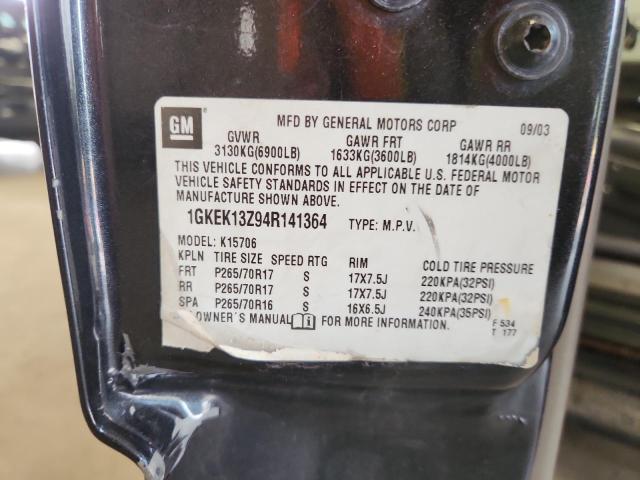 GM
MFD BY GENERAL MOTORS CORP 09/03
GVWR GAWR FRT GAWR RR
3130KG(6900LB) 1633KG(3600LB) 1814KG(4000LB)
THIS VEHICLE CONFORMS TO ALL APPLICABLE U.S. FEDERAL MOTOR
VEHICLE SAFETY STANDARDS IN EFFECT ON THE DATE OF
MANUFACTURE SHOWN ABOVE.
1GKEK13Z94R141364 TYPE: M.P.V.
MODEL: K15706
KPLN TIRE SIZE SPEED RTG RIM COLD TIRE PRESSURE
FRT P265/70R17 S 17X7.5J 220KPA(32PSI)
RR P265/70R17 S 17X7.5J 220KPA(32PSI)
SPA P265/70R16 S 16X6.5J 240KPA(35PSI)
OWNER'S MANUAL FOR MORE INFORMATION.
F 534
T 177